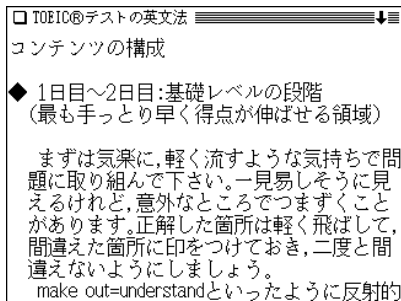 TOEIC®テストの英文法
コンテンツの構成
◆ 1日目～2日目:基礎レベルの段階
(最も手っとり早く得点が伸ばせる領域)
まずは気楽に,軽く流すような気持ちで問
題に取り組んで下さい。一見易しそうに見
えるけれど,意外なところでつまずくこと
があります。正解した箇所は軽く飛ばして,
間違えた箇所に印をつけておき,二度と間
違えないようにしましょう。
make out=understandといったように反射的